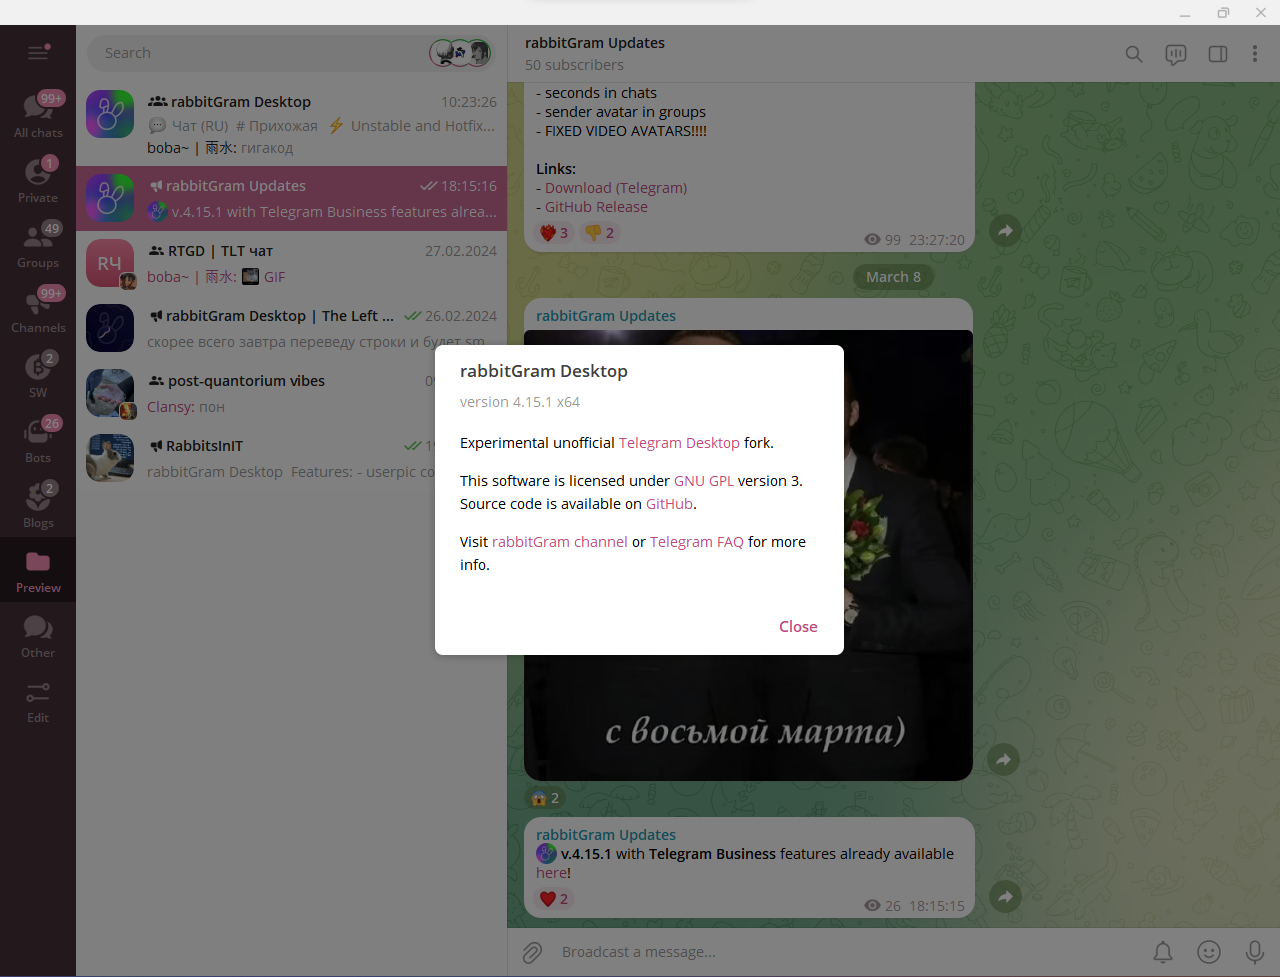 Search
rabbitGram Updates
50 subscribers
99+
All chats
1
Private
49
Groups
99+
Channels
2
SW
26
Bots
2
Blogs
Preview
Other
Edit
rabbitGram Desktop 10:23:26
💬 Чат (RU) # Прихожая ⚡ Unstable and Hotfix...
boba~ | 雨水: гигакод
rabbitGram Updates 18:15:16
v.4.15.1 with Telegram Business features alrea...
RЧ
RTGD | TLT чат 27.02.2024
boba~ | 雨水: GIF
rabbitGram Desktop | The Left ... 26.02.2024
скорее всего завтра переведу строки и будет sm
post-quantorium vibes
Clansy: пон
RabbitsInIT
rabbitGram Desktop Features: - userpic co
- seconds in chats
- sender avatar in groups
- FIXED VIDEO AVATARS!!!!
Links:
- Download (Telegram)
- GitHub Release
❤️‍🔥 3 👎 2 99 23:27:20
March 8
rabbitGram Updates
с восьмой марта)
😱 2
rabbitGram Updates
v.4.15.1 with Telegram Business features already available
here!
❤️ 2 26 18:15:15
Broadcast a message...
rabbitGram Desktop
version 4.15.1 x64
Experimental unofficial Telegram Desktop fork.
This software is licensed under GNU GPL version 3.
Source code is available on GitHub.
Visit rabbitGram channel or Telegram FAQ for more
info.
Close